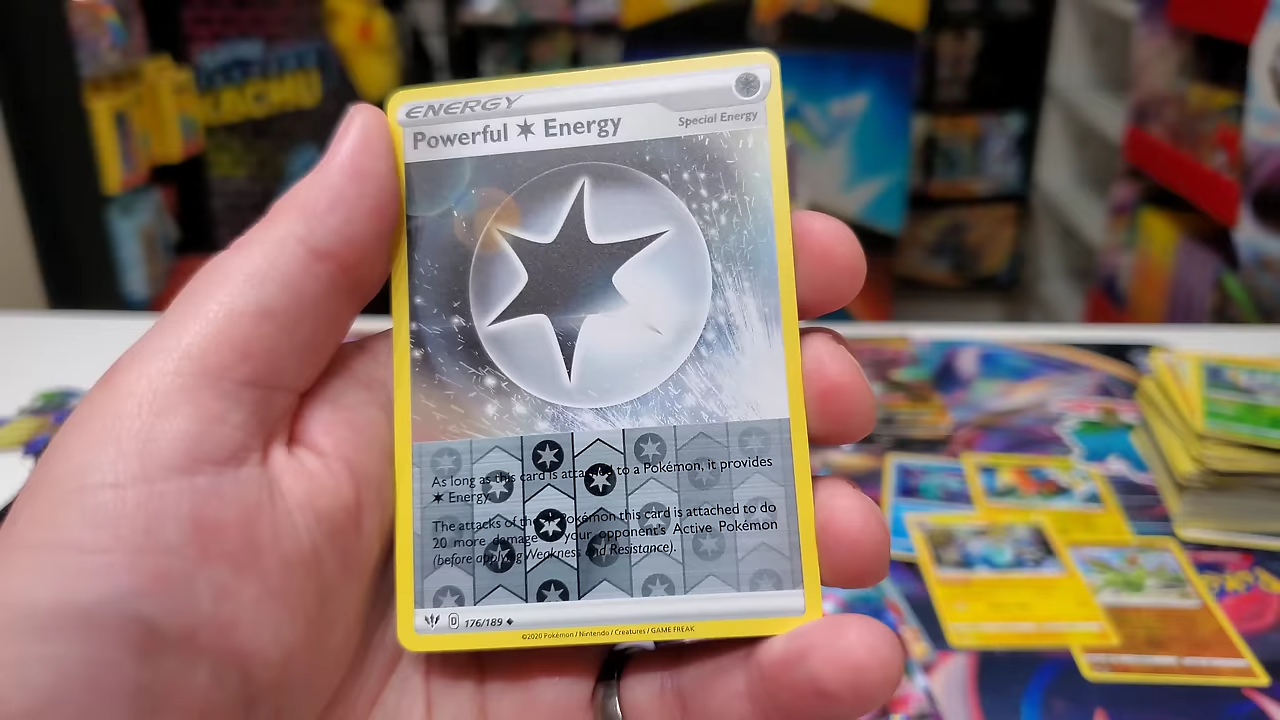 ENERGY
Powerful Energy
Special Energy
As long as this card is attached to a Pokémon, it provides
Energy.
The attacks of the Pokémon this card is attached to do
20 more damage to your opponent's Active Pokémon
(before applying Weakness and Resistance).
D 176/189
©2020 Pokémon / Nintendo / Creatures / GAME FREAK
PIKACHU